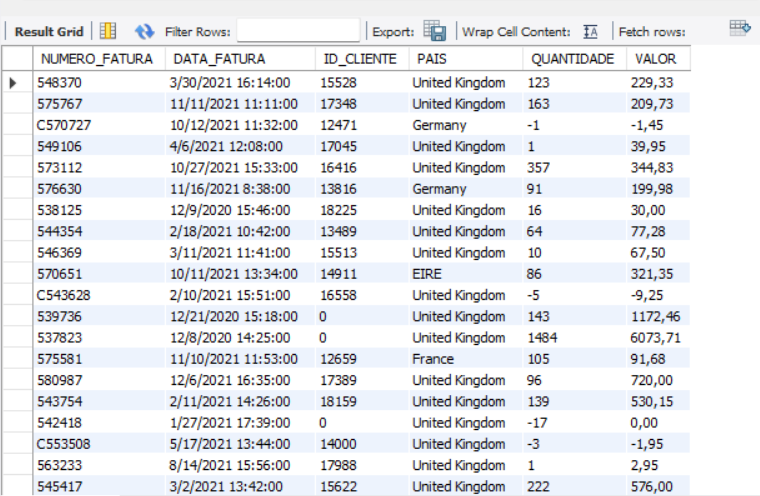 Result Grid Filter Rows: Export: Wrap Cell Content: IA Fetch rows:
NUMERO_FATURA DATA_FATURA ID_CLIENTE PAIS QUANTIDADE VALOR
548370 3/30/2021 16:14:00 15528 United Kingdom 123 229,33
575767 11/11/2021 11:11:00 17348 United Kingdom 163 209,73
C570727 10/12/2021 11:32:00 12471 Germany -1 -1,45
549106 4/6/2021 12:08:00 17045 United Kingdom 1 39,95
573112 10/27/2021 15:33:00 16416 United Kingdom 357 344,83
576630 11/16/2021 8:38:00 13816 Germany 91 199,98
538125 12/9/2020 15:46:00 18225 United Kingdom 16 30,00
544354 2/18/2021 10:42:00 13489 United Kingdom 64 77,28
546369 3/11/2021 11:41:00 15513 United Kingdom 10 67,50
570651 10/11/2021 13:34:00 14911 EIRE 86 321,35
C543628 2/10/2021 15:51:00 16558 United Kingdom -5 -9,25
539736 12/21/2020 15:18:00 0 United Kingdom 143 1172,46
537823 12/8/2020 14:25:00 0 United Kingdom 1484 6073,71
575581 11/10/2021 11:53:00 12659 France 105 91,68
580987 12/6/2021 16:35:00 17389 United Kingdom 96 720,00
543754 2/11/2021 14:26:00 18159 United Kingdom 139 530,15
542418 1/27/2021 17:39:00 0 United Kingdom -17 0,00
C553508 5/17/2021 13:44:00 14000 United Kingdom -3 -1,95
563233 8/14/2021 15:56:00 17988 United Kingdom 1 2,95
545417 3/2/2021 13:42:00 15622 United Kingdom 222 576,00